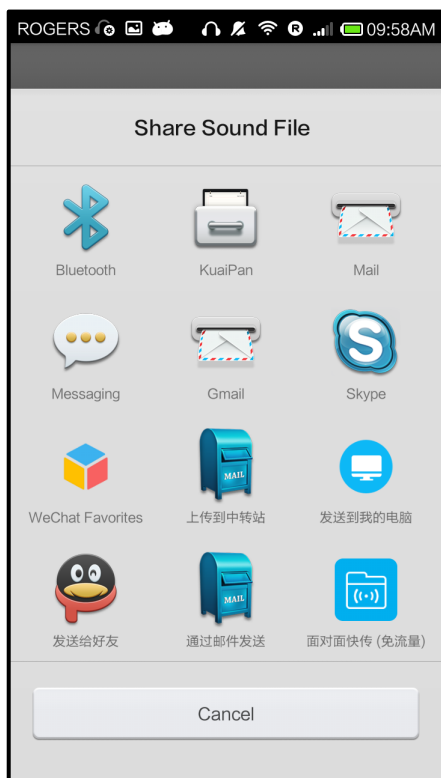 ROGERS R 09:58AM
Share Sound File
Bluetooth KuaiPan Mail
Messaging Gmail Skype
S
WeChat Favorites 上传到中转站 发送到我的电脑
MAIL
发送给好友 通过邮件发送 面对面快传 (免流量)
MAIL
Cancel